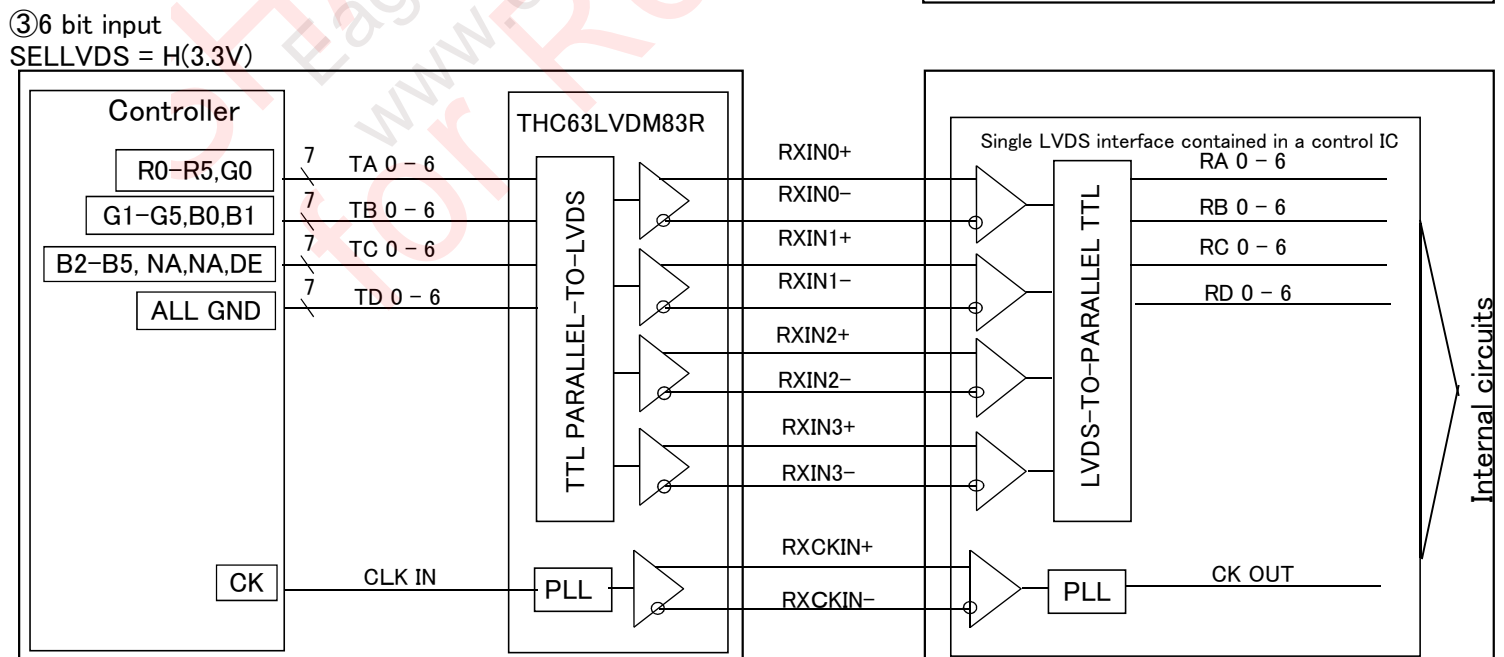 ③6 bit input
SELLVDS = H(3.3V)
Controller
THC63LVDM83R
Single LVDS interface contained in a control IC
R0-R5,G0
7
TA 0 - 6
RXIN0+
RA 0 - 6
RXIN0-
G1-G5,B0,B1
7
TB 0 - 6
RB 0 - 6
RXIN1+
B2-B5, NA,NA,DE
7
TC 0 - 6
RC 0 - 6
RXIN1-
ALL GND
7
TD 0 - 6
RD 0 - 6
TTL PARALLEL-TO-LVDS
LVDS-TO-PARALLEL TTL
RXIN2+
RXIN2-
RXIN3+
RXIN3-
Internal circuits
RXCKIN+
CK
CLK IN
PLL
PLL
CK OUT
RXCKIN-